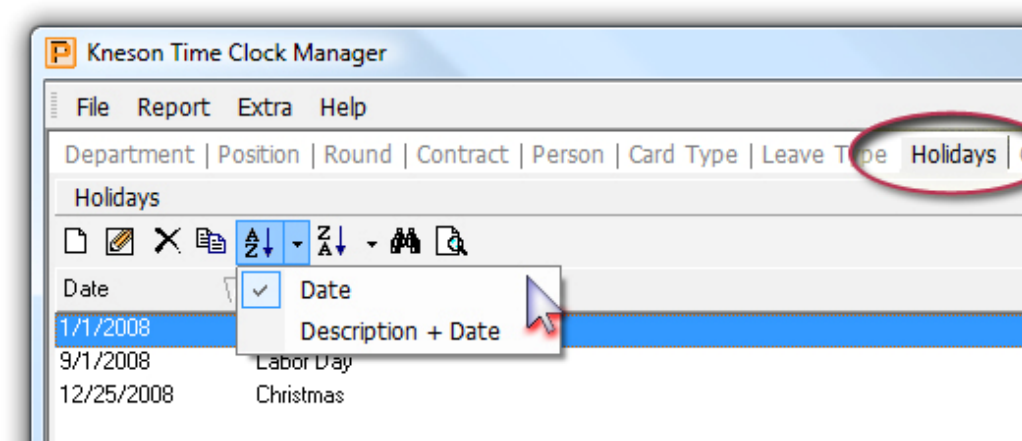 Kneson Time Clock Manager
File Report Extra Help
Department | Position | Round | Contract | Person | Card Type | Leave Type Holidays |
Holidays
Date
Date
Description + Date
1/1/2008
9/1/2008 Labor Day
12/25/2008 Christmas